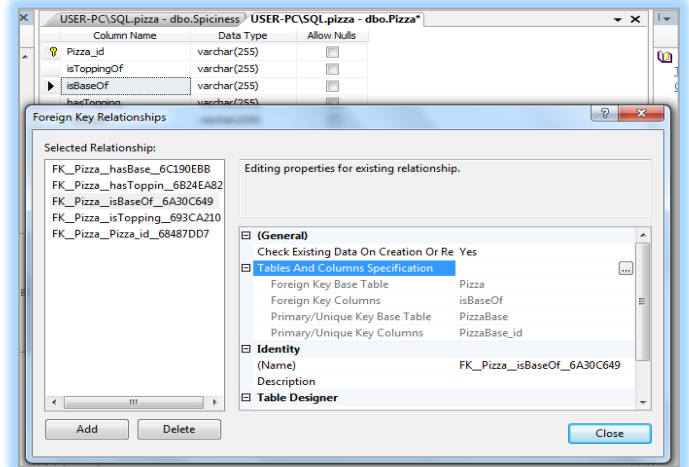 USER-PC\SQL.pizza - dbo.Spiciness USER-PC\SQL.pizza - dbo.Pizza*
Column Name Data Type Allow Nulls
Pizza_id varchar(255)
isToppingOf varchar(255)
isBaseOf varchar(255)
hasTopping varchar(255)
Foreign Key Relationships
Selected Relationship:
FK__Pizza__hasBase__6C190EBB
FK__Pizza__hasToppin__6B24EA82
FK__Pizza__isBaseOf__6A30C649
FK__Pizza__isTopping__693CA210
FK__Pizza__Pizza_id__68487DD7
Editing properties for existing relationship.
(General)
Check Existing Data On Creation Or Re Yes
Tables And Columns Specification ...
Foreign Key Base Table Pizza
Foreign Key Columns isBaseOf
Primary/Unique Key Base Table PizzaBase
Primary/Unique Key Columns PizzaBase_id
Identity
(Name) FK__Pizza__isBaseOf__6A30C649
Description
Table Designer
Add Delete
Close